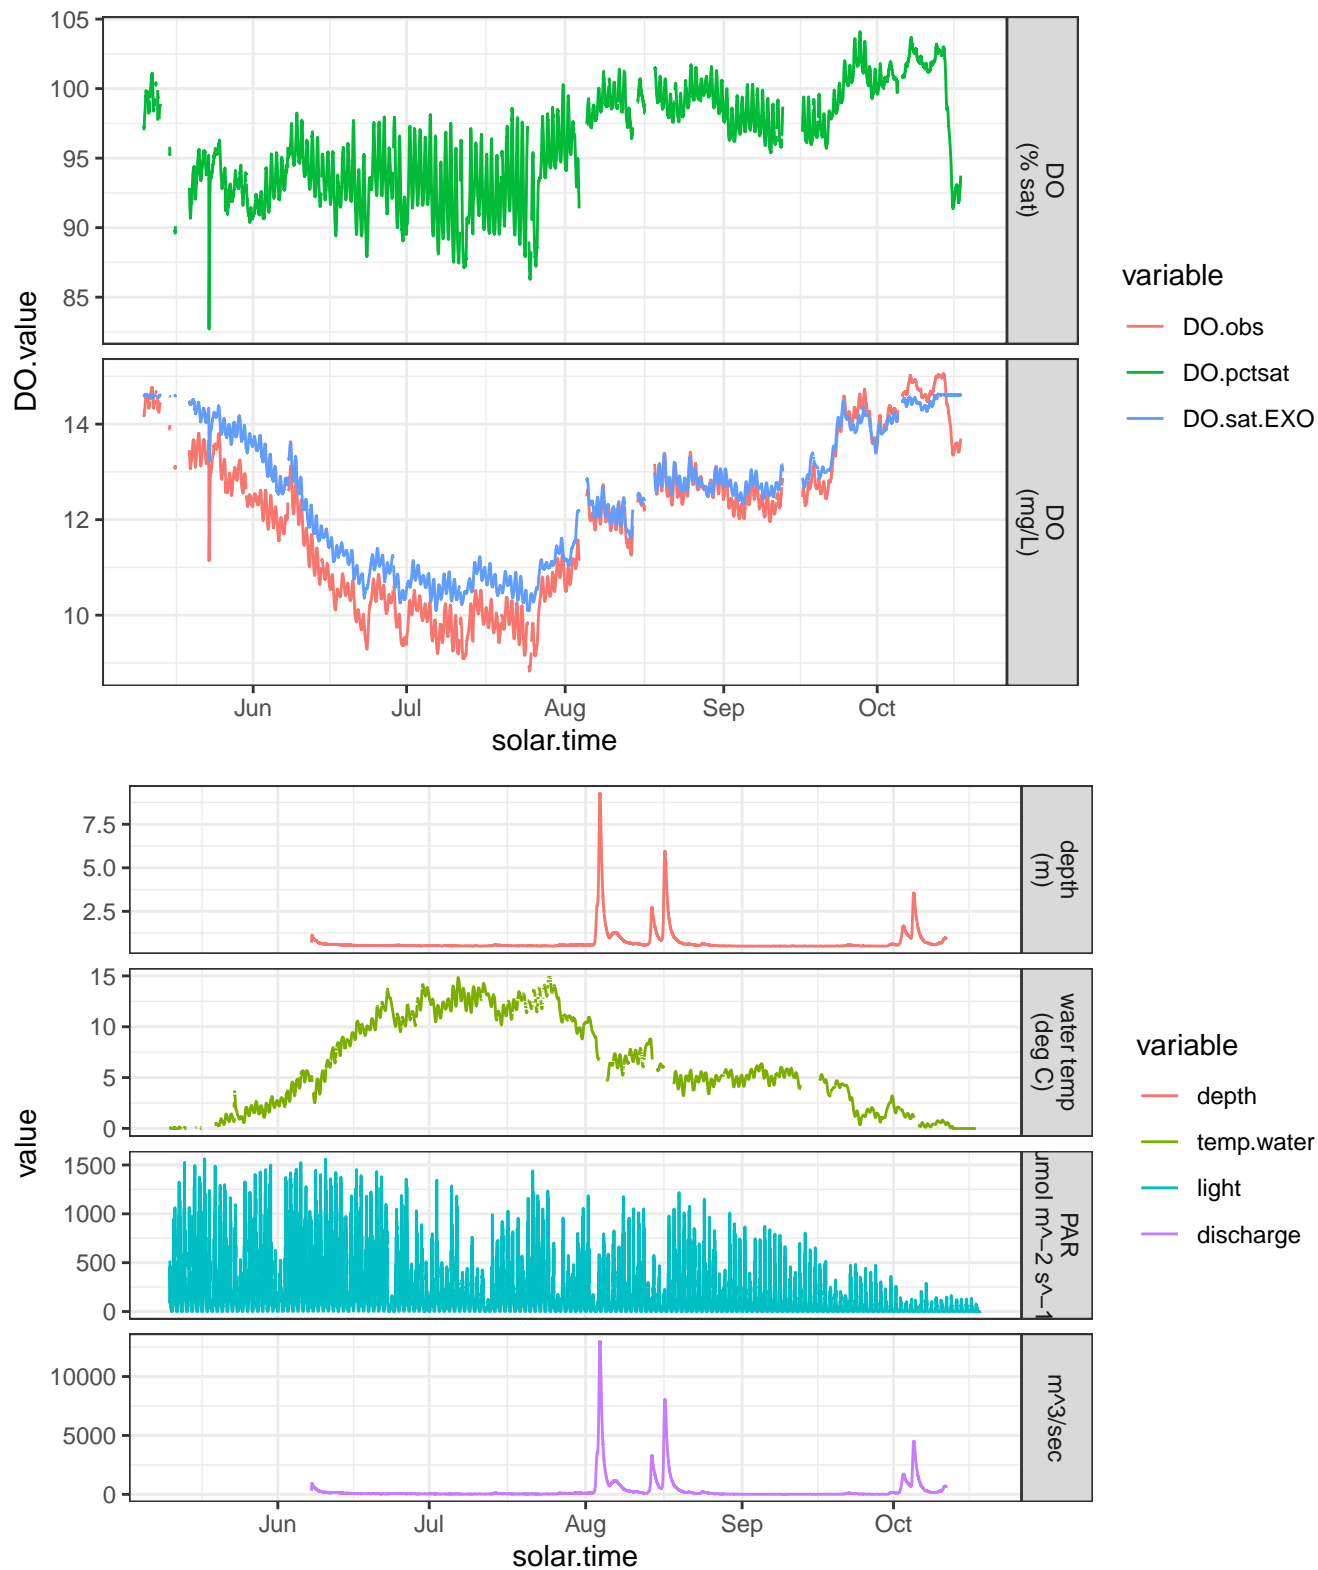 105
100
95
90
85
DO
(% sat)
14
12
10
DO
(mg/L)
DO.value
Jun Jul Aug Sep Oct
solar.time
variable
DO.obs
DO.pctsat
DO.sat.EXO
7.5
5.0
2.5
depth
(m)
15
10
5
0
water temp
(deg C)
1500
1000
500
0
PAR
umol m^-2 s^-1
10000
5000
0
m^3/sec
value
Jun Jul Aug Sep Oct
solar.time
variable
depth
temp.water
light
discharge